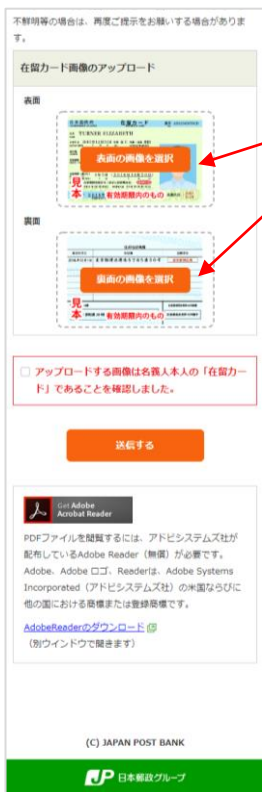 不鮮明等の場合は、再度ご提示をお願いする場合がありま
す。
在留カード画像のアップロード
表面
在留カード
TURNER ELIZABETH
表面の画像を選択
見本
有効期間内のもの
裏面
裏面の画像を選択
見本
有効期間内のもの
アップロードする画像は名義人本人の「在留カー
ド」であることを確認しました。
送信する
Get Adobe
Acrobat Reader
PDFファイルを閲覧するには、アドビシステムズ社が
配布しているAdobe Reader（無償）が必要です。
Adobe、Adobe ロゴ、Readerは、Adobe Systems
Incorporated（アドビシステムズ社）の米国ならびに
他の国における商標または登録商標です。
AdobeReaderのダウンロード
（別ウインドウで開きます）
(C) JAPAN POST BANK
JP 日本郵政グループ